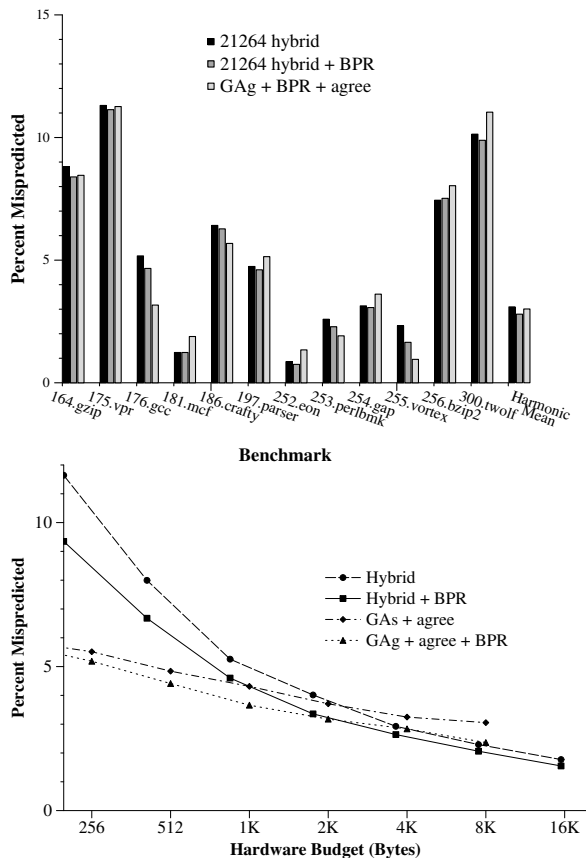 15
10
5
0
Percent Mispredicted
21264 hybrid
21264 hybrid + BPR
GAg + BPR + agree
164.gzip
175.vpr
176.gcc
181.mcf
186.crafty
197.parser
252.eon
253.perlbmk
254.gap
255.vortex
256.bzip2
300.twolf
Harmonic
Mean
Benchmark
10
5
0
Percent Mispredicted
Hybrid
Hybrid + BPR
GAs + agree
GAg + agree + BPR
256
512
1K
2K
4K
8K
16K
Hardware Budget (Bytes)